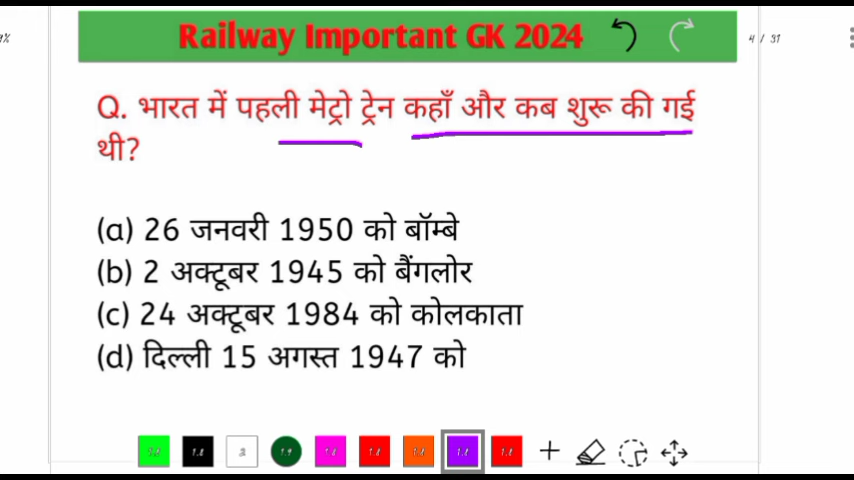 Railway Important GK 2024
4 / 31
Q. भारत में पहली मेट्रो ट्रेन कहाँ और कब शुरू की गई
थी?
(a) 26 जनवरी 1950 को बॉम्बे
(b) 2 अक्टूबर 1945 को बैंगलोर
(c) 24 अक्टूबर 1984 को कोलकाता
(d) दिल्ली 15 अगस्त 1947 को